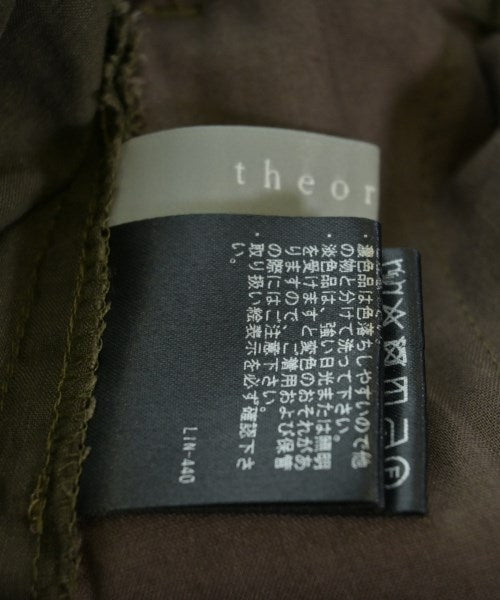 theor
・濃色品は色落ちしやすいので他
の物と分けて洗って下さい。
・淡色品は、強い日光または照明
を受けますと変色のおそれがあ
りますので、ご着用および保管
の際にはご注意下さい。
取り扱い絵表示を必ず確認下さ
い。
LIN-440
F